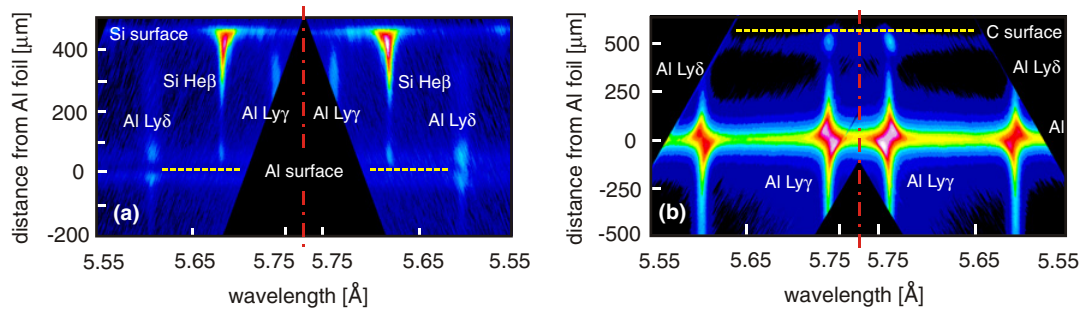 distance from Al foil [μm]
400
200
0
-200
Si surface
Si Heβ
Si Heβ
Al Lyγ
Al Lyγ
Al Lyδ
Al Lyδ
Al surface
(a)
5.55
5.65
5.75
5.75
5.65
5.55
wavelength [Å]
distance from Al foil [μm]
500
250
0
-250
-500
C surface
Al Lyδ
Al Lyδ
Al
Al Lyγ
Al Lyγ
(b)
5.55
5.65
5.75
5.75
5.65
5.55
wavelength [Å]